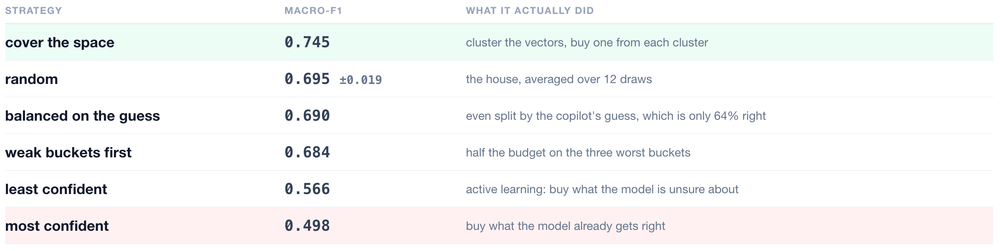 STRATEGY MACRO-F1 WHAT IT ACTUALLY DID
cover the space 0.745 cluster the vectors, buy one from each cluster
random 0.695 ±0.019 the house, averaged over 12 draws
balanced on the guess 0.690 even split by the copilot's guess, which is only 64% right
weak buckets first 0.684 half the budget on the three worst buckets
least confident 0.566 active learning: buy what the model is unsure about
most confident 0.498 buy what the model already gets right